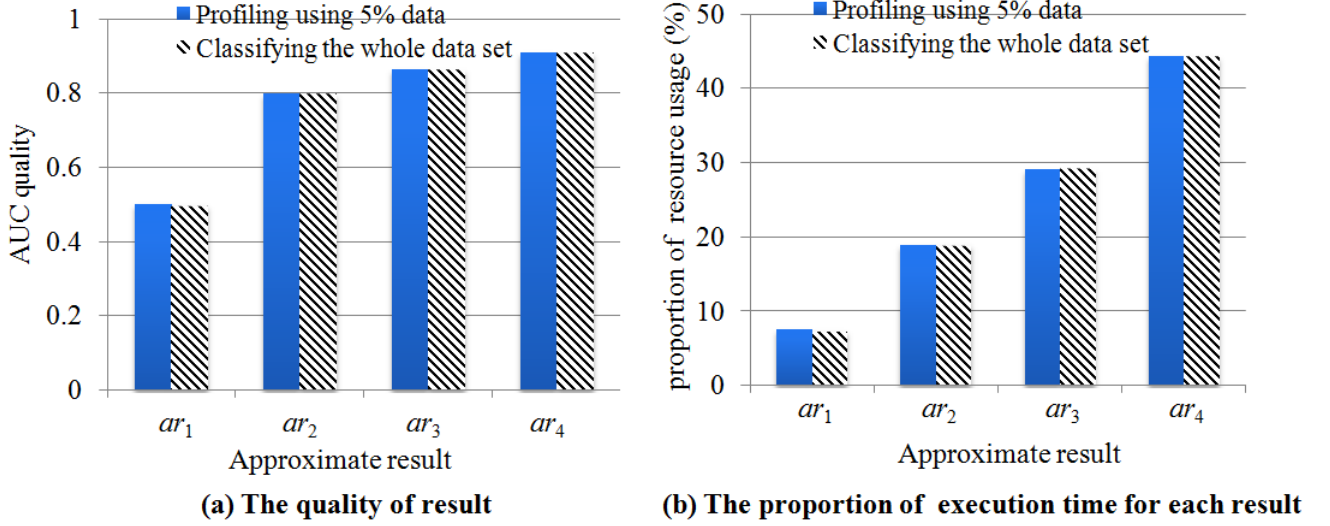 Profiling using 5% data
Classifying the whole data set
1
0.8
0.6
0.4
0.2
0
AUC quality
ar1
ar2
ar3
ar4
Approximate result
(a) The quality of result
Profiling using 5% data
Classifying the whole data set
50
40
30
20
10
0
proportion of resource usage (%)
ar1
ar2
ar3
ar4
Approximate result
(b) The proportion of execution time for each result